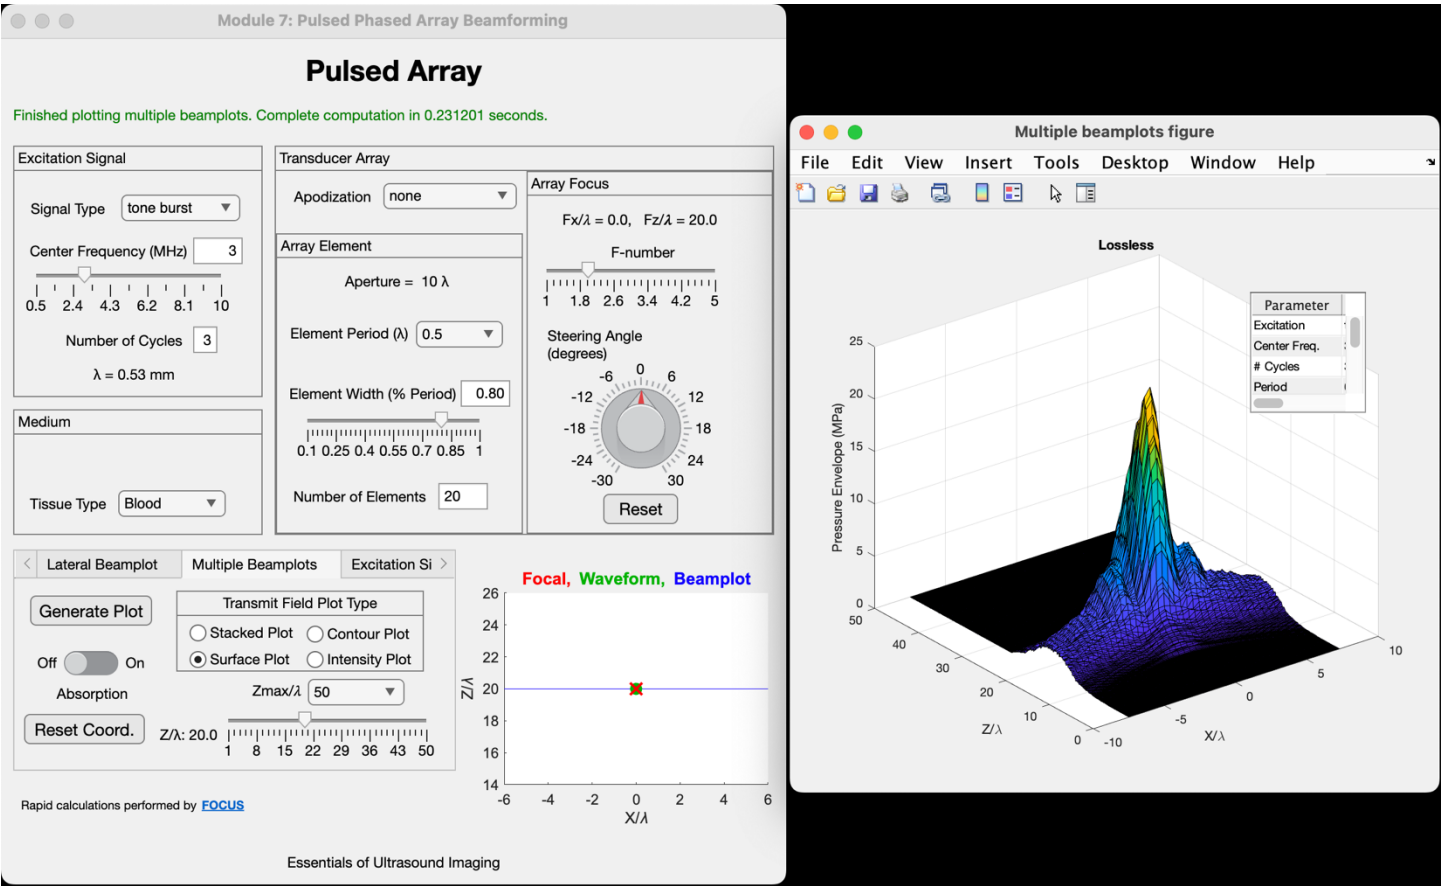 Module 7: Pulsed Phased Array Beamforming
Pulsed Array
Finished plotting multiple beamplots. Complete computation in 0.231201 seconds.
Excitation Signal
Signal Type tone burst
Center Frequency (MHz) 3
0.5 2.4 4.3 6.2 8.1 10
Number of Cycles 3
λ = 0.53 mm
Medium
Tissue Type Blood
Transducer Array
Apodization none
Array Element
Aperture = 10 λ
Element Period (λ) 0.5
Element Width (% Period) 0.80
0.1 0.25 0.4 0.55 0.7 0.85 1
Number of Elements 20
Array Focus
Fx/λ = 0.0, Fz/λ = 20.0
F-number
1 1.8 2.6 3.4 4.2 5
Steering Angle
(degrees)
0
-6 6
-12 12
-18 18
-24 24
-30 30
Reset
Lateral Beamplot Multiple Beamplots Excitation Si
Generate Plot
Transmit Field Plot Type
Stacked Plot Contour Plot
Surface Plot Intensity Plot
Off On
Absorption
Zmax/λ 50
Reset Coord.
Z/λ: 20.0
1 8 15 22 29 36 43 50
Focal, Waveform, Beamplot
26
24
22
20
18
16
14
Z/λ
-6 -4 -2 0 2 4 6
X/λ
Rapid calculations performed by FOCUS
Essentials of Ultrasound Imaging
Multiple beamplots figure
File Edit View Insert Tools Desktop Window Help
Lossless
Parameter
Excitation
Center Freq.
# Cycles
Period
25
20
15
10
5
0
Pressure Envelope (MPa)
50
40
30
20
10
0
Z/λ
-10
-5
0
5
10
X/λ